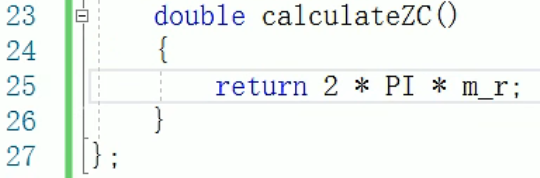 23 double calculateZC()
24 {
25 return 2 * PI * m_r;
26 }
27 };